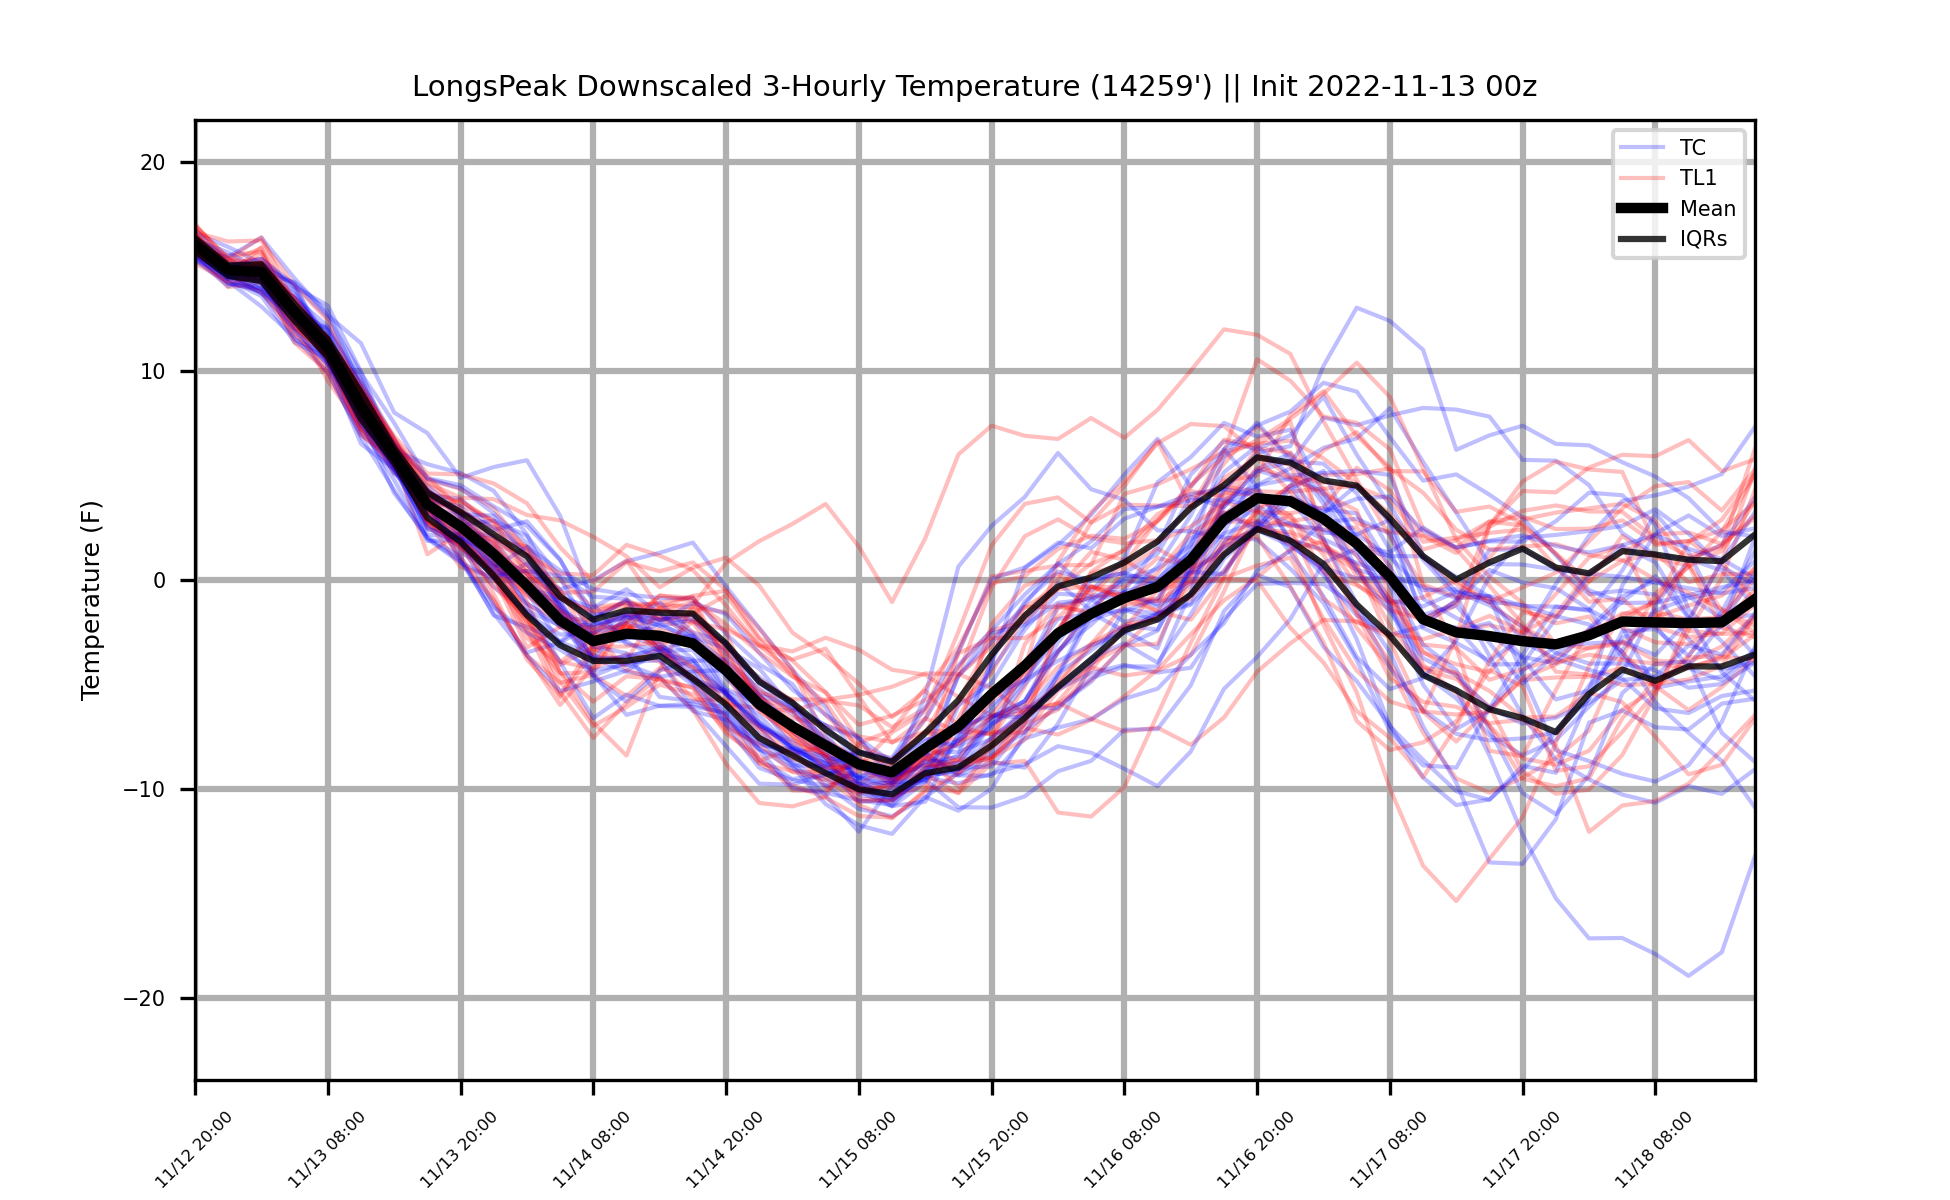 LongsPeak Downscaled 3-Hourly Temperature (14259') || Init 2022-11-13 00z
TC
TL1
Mean
IQRs
Temperature (F)
20
10
0
−10
−20
11/12 20:00
11/13 08:00
11/13 20:00
11/14 08:00
11/14 20:00
11/15 08:00
11/15 20:00
11/16 08:00
11/16 20:00
11/17 08:00
11/17 20:00
11/18 08:00